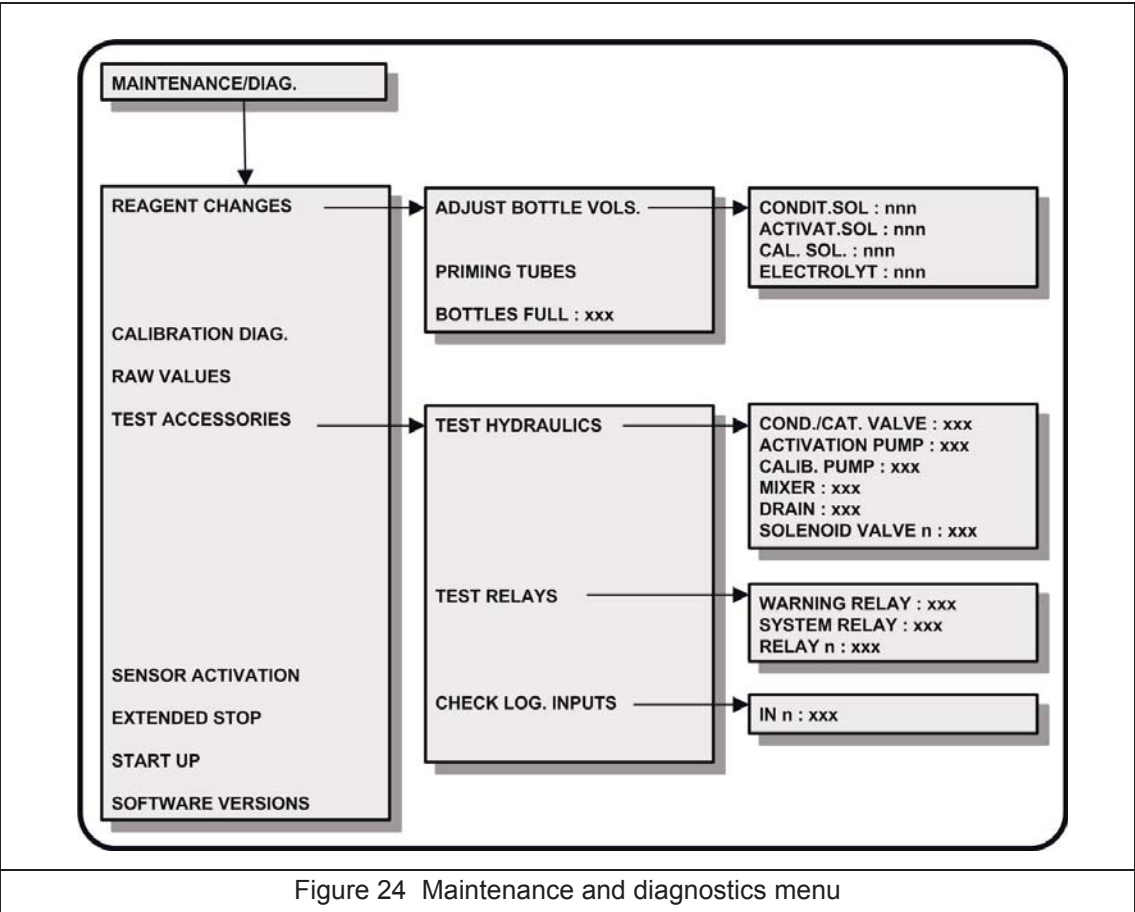 MAINTENANCE/DIAG.
REAGENT CHANGES
CALIBRATION DIAG.
RAW VALUES
TEST ACCESSORIES
SENSOR ACTIVATION
EXTENDED STOP
START UP
SOFTWARE VERSIONS
ADJUST BOTTLE VOLS.
PRIMING TUBES
BOTTLES FULL : xxx
CONDIT.SOL : nnn
ACTIVAT.SOL : nnn
CAL. SOL. : nnn
ELECTROLYT : nnn
TEST HYDRAULICS
TEST RELAYS
CHECK LOG. INPUTS
COND./CAT. VALVE : xxx
ACTIVATION PUMP : xxx
CALIB. PUMP : xxx
MIXER : xxx
DRAIN : xxx
SOLENOID VALVE n : xxx
WARNING RELAY : xxx
SYSTEM RELAY : xxx
RELAY n : xxx
IN n : xxx
Figure 24 Maintenance and diagnostics menu